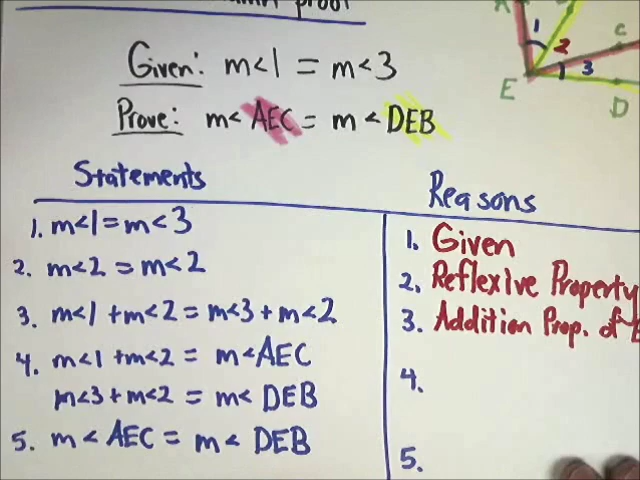 proof
Given: m<1 = m<3
Prove: m< AEC = m < DEB
A
1
2
C
3
E
D
Statements
Reasons
1. m<1 = m<3
1. Given
2. m<2 = m<2
2. Reflexive Property
3. m<1 + m<2 = m<3 + m<2
3. Addition Prop. of E
4. m<1 + m<2 = m<AEC
4.
m<3 + m<2 = m< DEB
5. m < AEC = m < DEB
5.